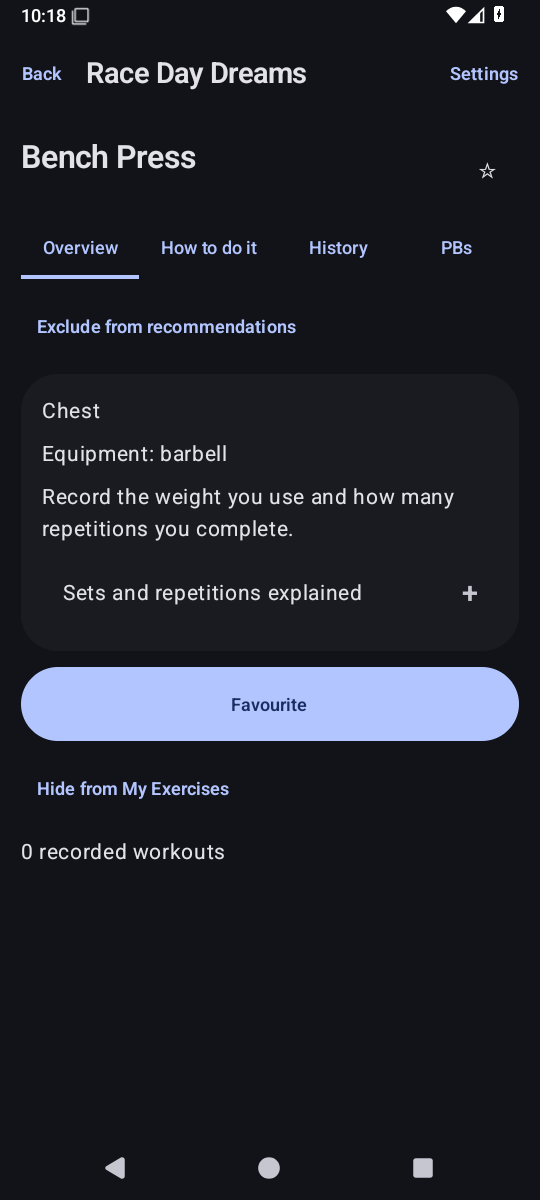 10:18
Back Race Day Dreams Settings
Bench Press
Overview How to do it History PBs
Exclude from recommendations
Chest
Equipment: barbell
Record the weight you use and how many
repetitions you complete.
Sets and repetitions explained +
Favourite
Hide from My Exercises
0 recorded workouts